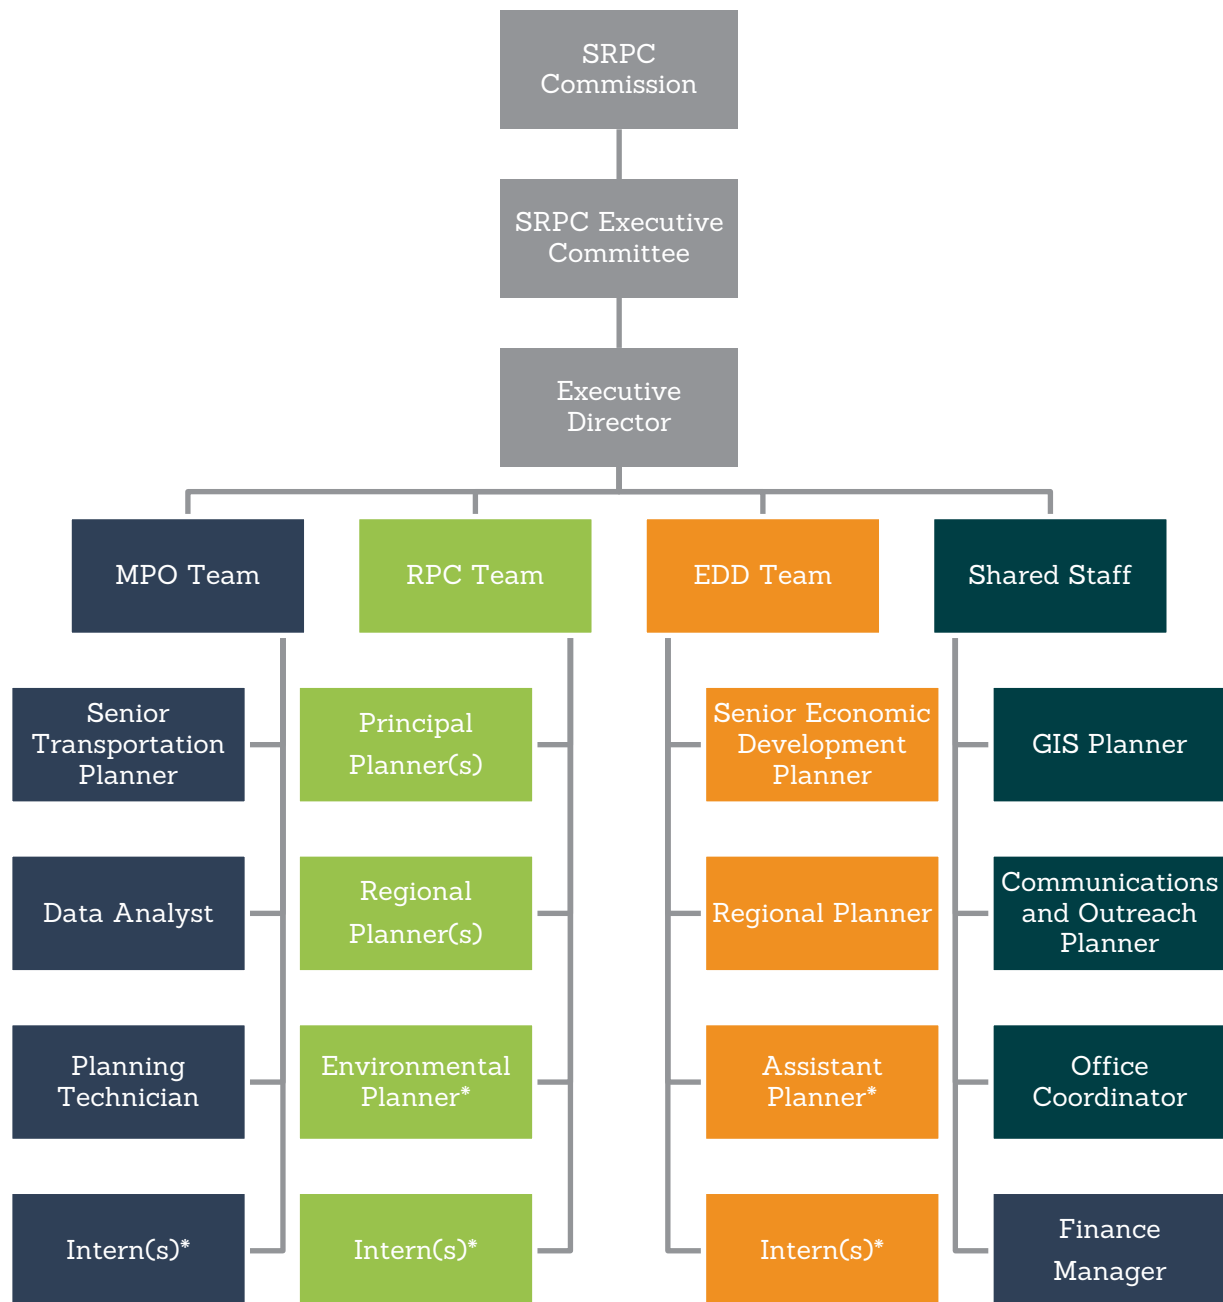 SRPC
Commission
SRPC Executive
Committee
Executive
Director
MPO Team
RPC Team
EDD Team
Shared Staff
Senior
Transportation
Planner
Principal
Planner(s)
Senior Economic
Development
Planner
GIS Planner
Data Analyst
Regional
Planner(s)
Regional Planner
Communications
and Outreach
Planner
Planning
Technician
Environmental
Planner*
Assistant
Planner*
Office
Coordinator
Intern(s)*
Intern(s)*
Intern(s)*
Finance
Manager